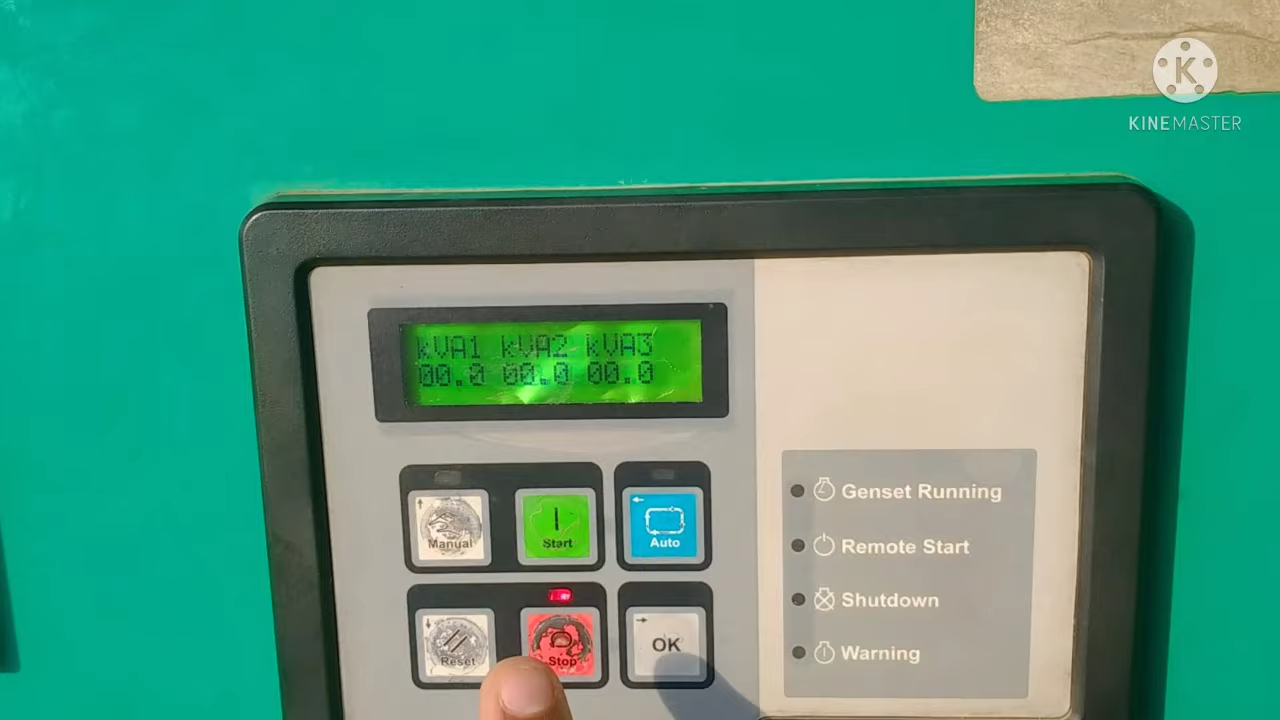 K
KINEMASTER
kVA1 kVA2 kVA3
00.0 00.0 00.0
Manual
Start
Auto
Reset
Stop
OK
Genset Running
Remote Start
Shutdown
Warning